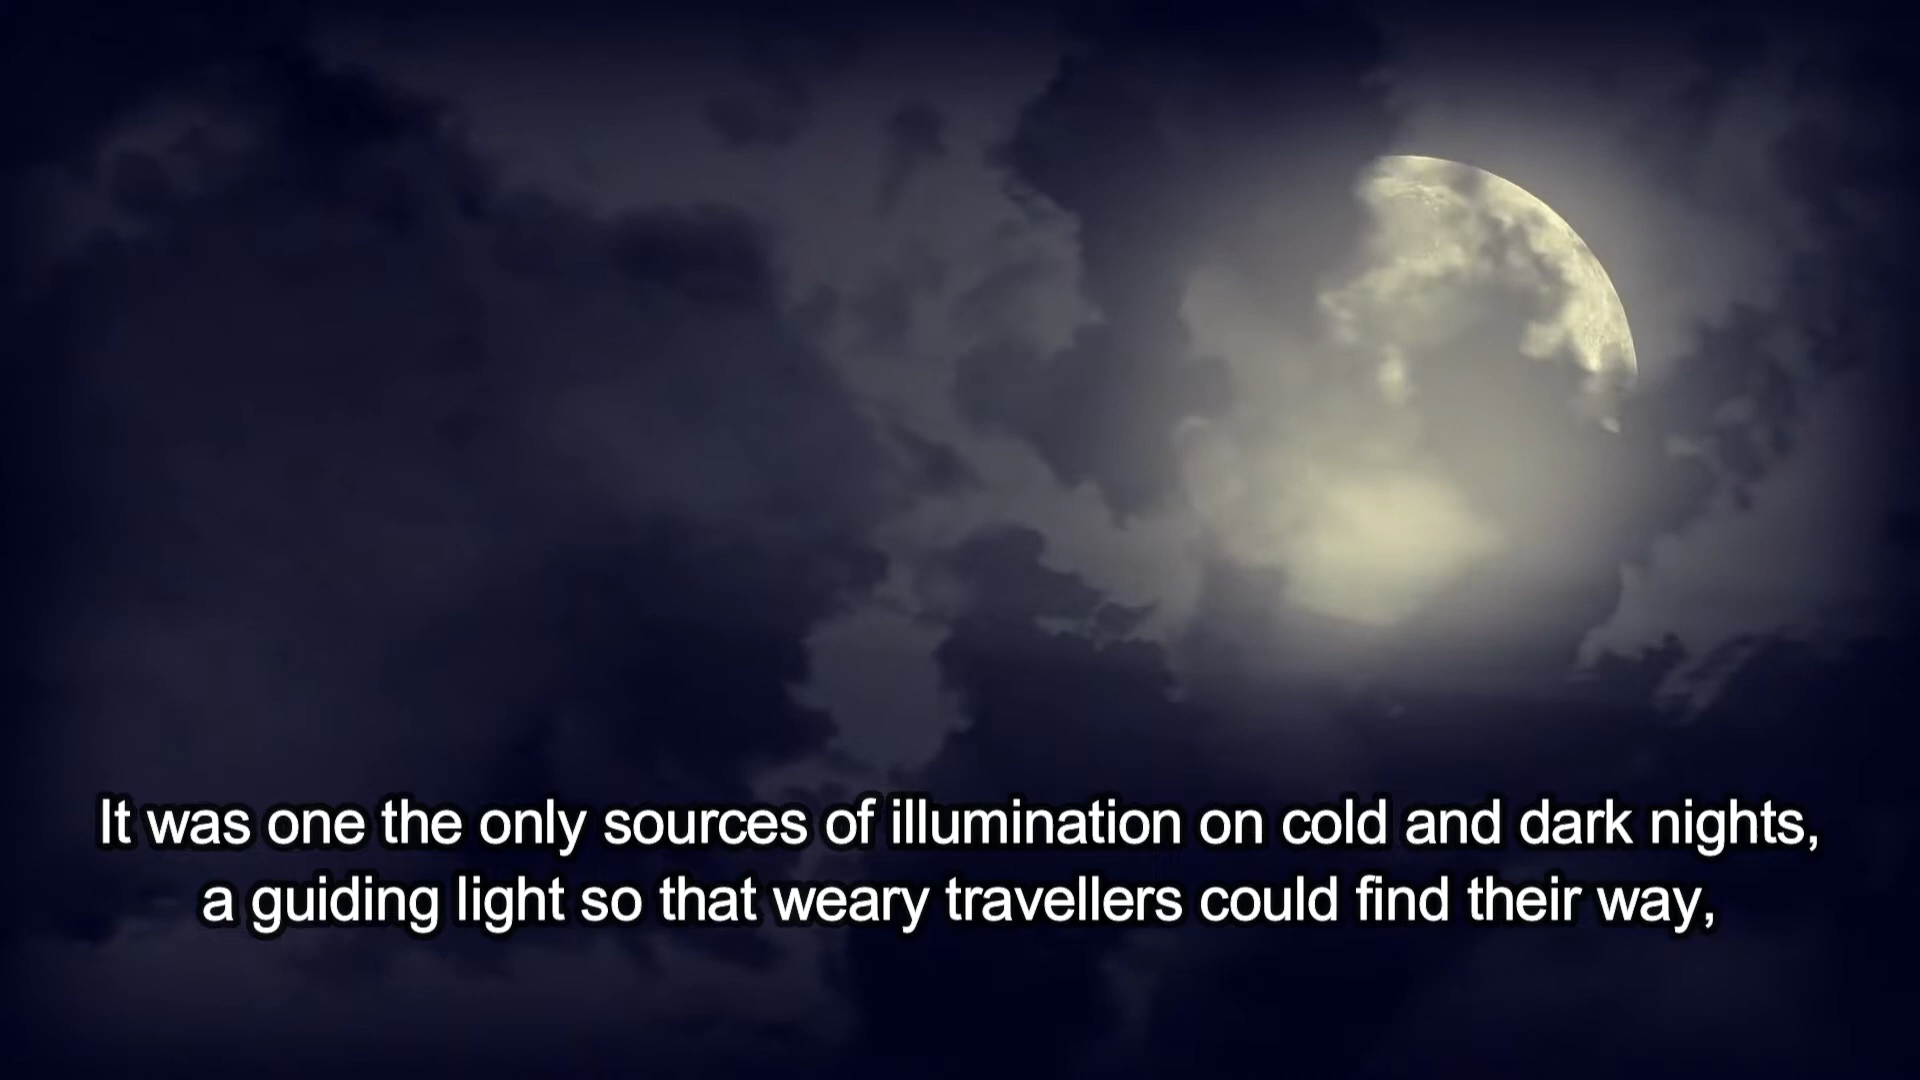 It was one the only sources of illumination on cold and dark nights,
a guiding light so that weary travellers could find their way,